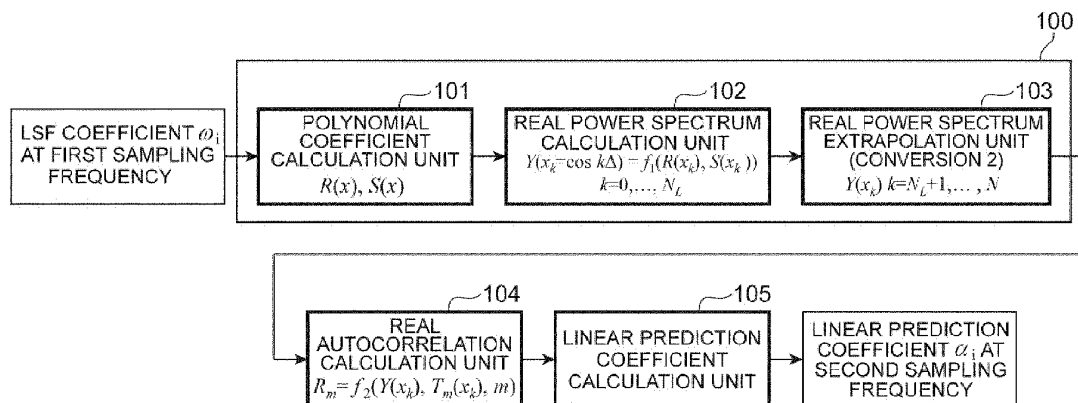 100
101
102
103
LSF COEFFICIENT ωi
AT FIRST SAMPLING
FREQUENCY
POLYNOMIAL
COEFFICIENT
CALCULATION UNIT
R(x), S(x)
REAL POWER SPECTRUM
CALCULATION UNIT
Y(xk=cos kΔ) = f1(R(xk), S(xk))
k=0,..., NL
REAL POWER SPECTRUM
EXTRAPOLATION UNIT
(CONVERSION 2)
Y(xk) k=NL+1,... , N
104
105
REAL
AUTOCORRELATION
CALCULATION UNIT
Rm=f2(Y(xk), Tm(xk), m)
LINEAR PREDICTION
COEFFICIENT
CALCULATION UNIT
LINEAR PREDICTION
COEFFICIENT αi AT
SECOND SAMPLING
FREQUENCY